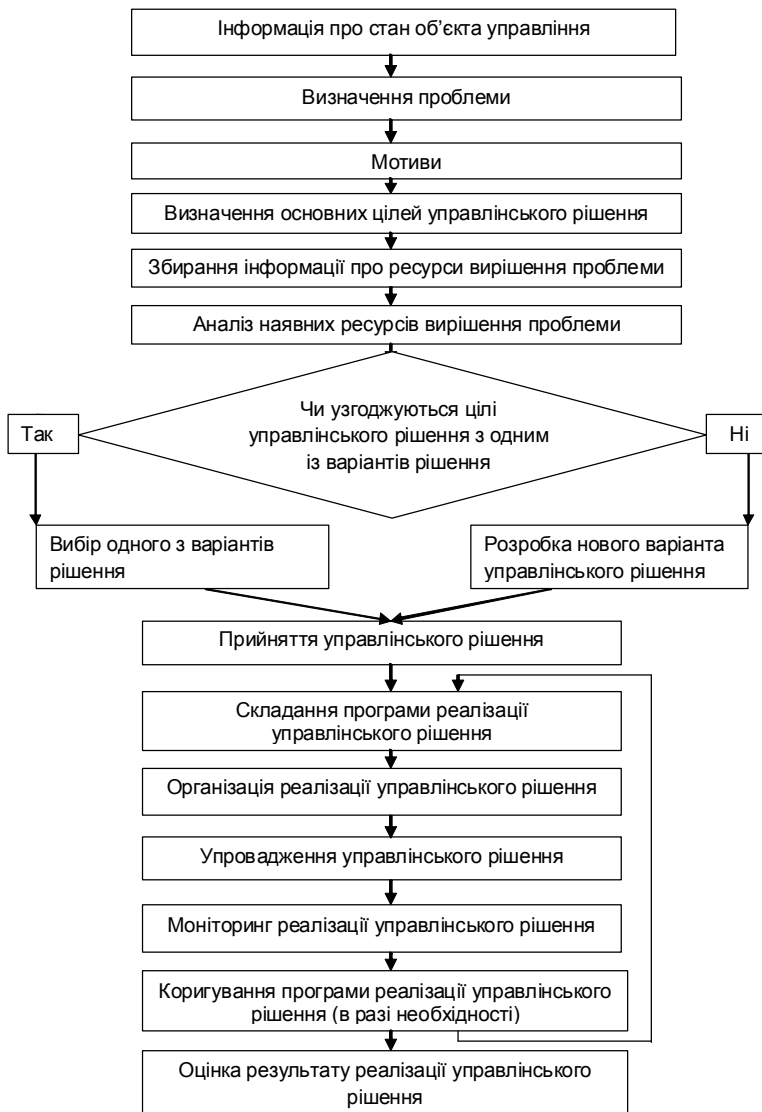 Інформація про стан об’єкта управління
Визначення проблеми
Мотиви
Визначення основних цілей управлінського рішення
Збирання інформації про ресурси вирішення проблеми
Аналіз наявних ресурсів вирішення проблеми
Чи узгоджуються цілі
управлінського рішення з одним
із варіантів рішення
Так
Ні
Вибір одного з варіантів
рішення
Розробка нового варіанта
управлінського рішення
Прийняття управлінського рішення
Складання програми реалізації
управлінського рішення
Організація реалізації управлінського рішення
Упровадження управлінського рішення
Моніторинг реалізації управлінського рішення
Коригування програми реалізації управлінського
рішення (в разі необхідності)
Оцінка результату реалізації управлінського
рішення